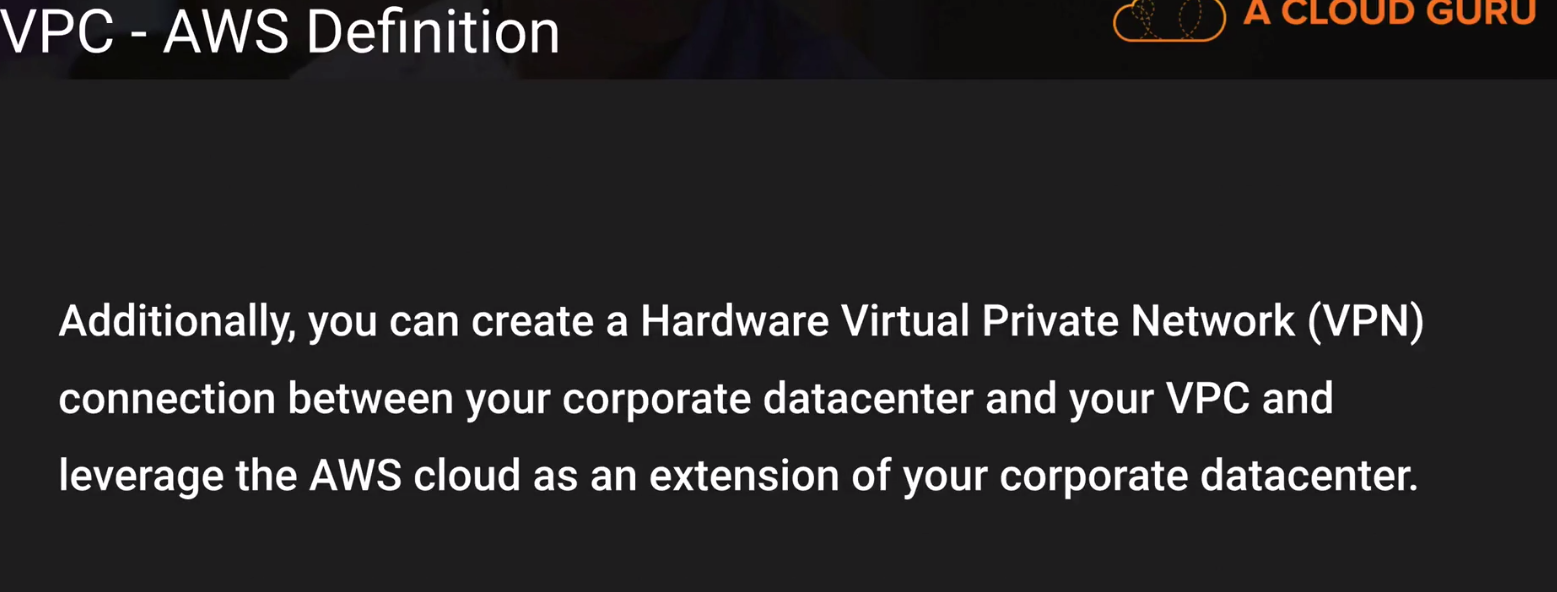 VPC - AWS Definition
A CLOUD GURU
Additionally, you can create a Hardware Virtual Private Network (VPN)
connection between your corporate datacenter and your VPC and
leverage the AWS cloud as an extension of your corporate datacenter.